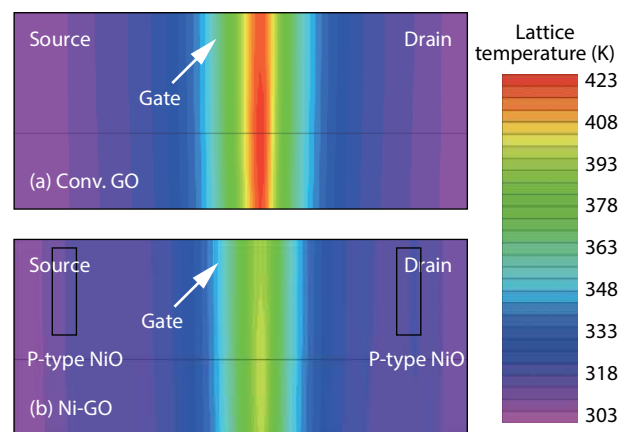 Source
Drain
Gate
(a) Conv. GO
Source
Drain
Gate
P-type NiO
P-type NiO
(b) Ni-GO
Lattice
temperature (K)
423
408
393
378
363
348
333
318
303